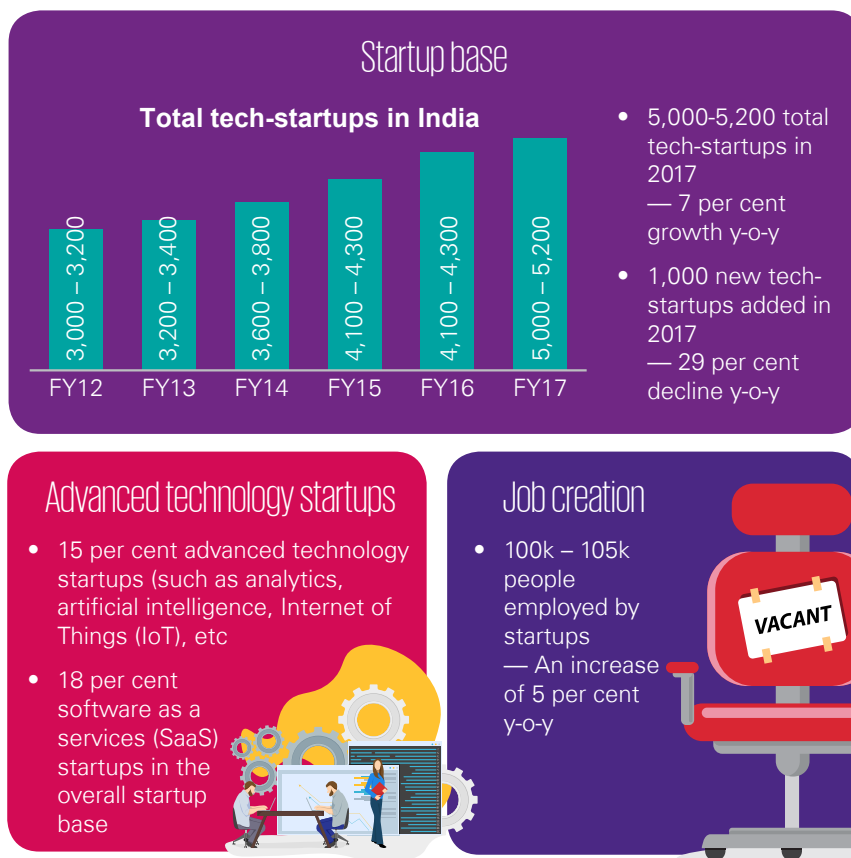 Startup base
Total tech-startups in India
3,000 – 3,200
3,200 – 3,400
3,600 – 3,800
4,100 – 4,300
4,100 – 4,300
5,000 – 5,200
FY12
FY13
FY14
FY15
FY16
FY17
• 5,000-5,200 total
tech-startups in
2017
— 7 per cent
growth y-o-y
• 1,000 new tech-
startups added in
2017
— 29 per cent
decline y-o-y
Advanced technology startups
• 15 per cent advanced technology
startups (such as analytics,
artificial intelligence, Internet of
Things (IoT), etc
• 18 per cent
software as a
services (SaaS)
startups in the
overall startup
base
Job creation
• 100k – 105k
people
employed by
startups
— An increase
of 5 per cent
y-o-y
VACANT